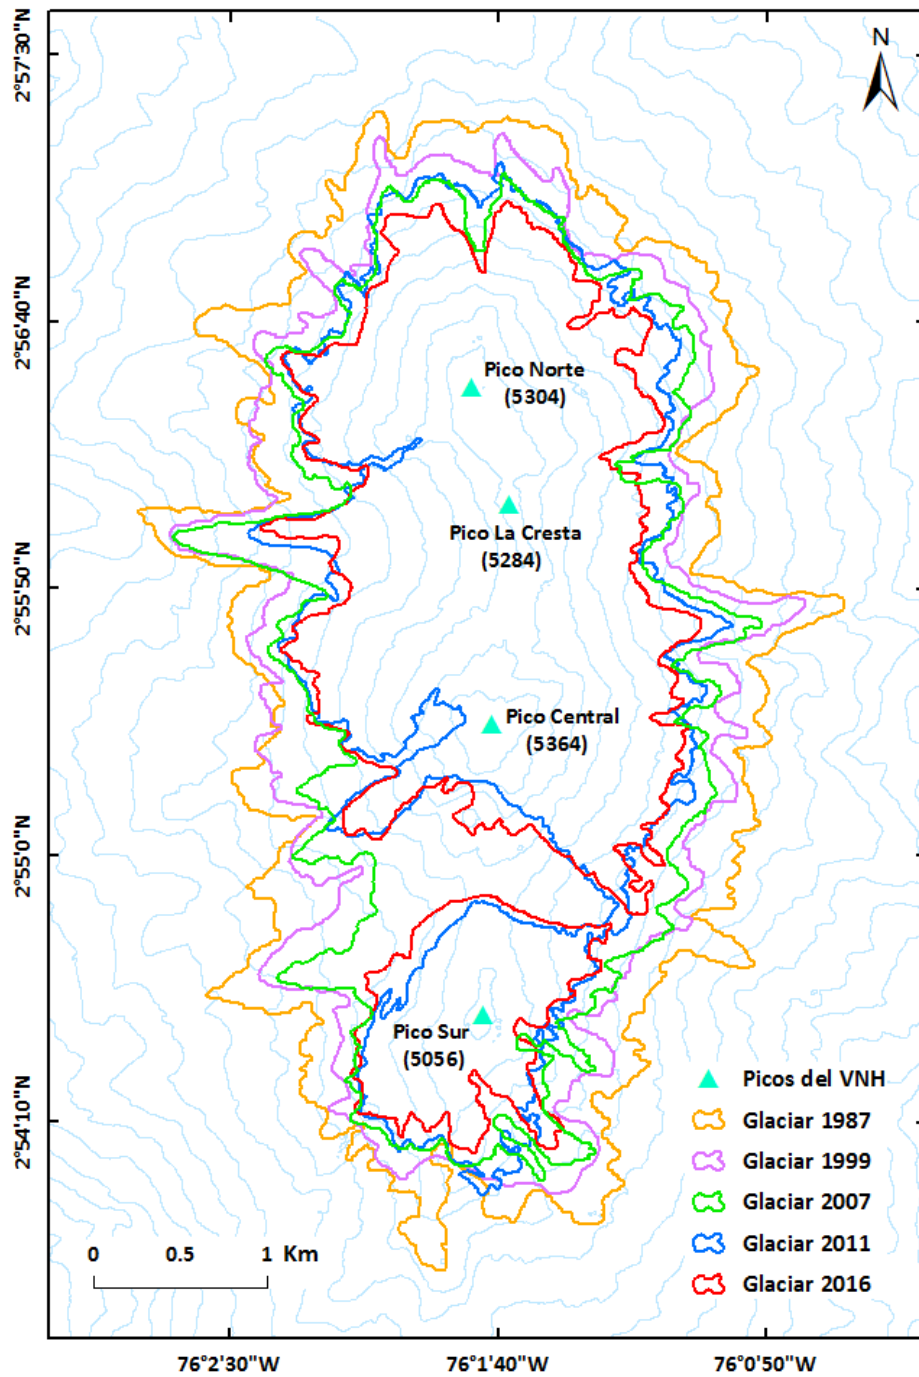 N
2°57'30"N
2°56'40"N
2°55'50"N
2°55'0"N
2°54'10"N
Pico Norte
(5304)
Pico La Cresta
(5284)
Pico Central
(5364)
Pico Sur
(5056)
Picos del VNH
Glaciar 1987
Glaciar 1999
Glaciar 2007
Glaciar 2011
Glaciar 2016
0 0.5 1 Km
76°2'30"W 76°1'40"W 76°0'50"W